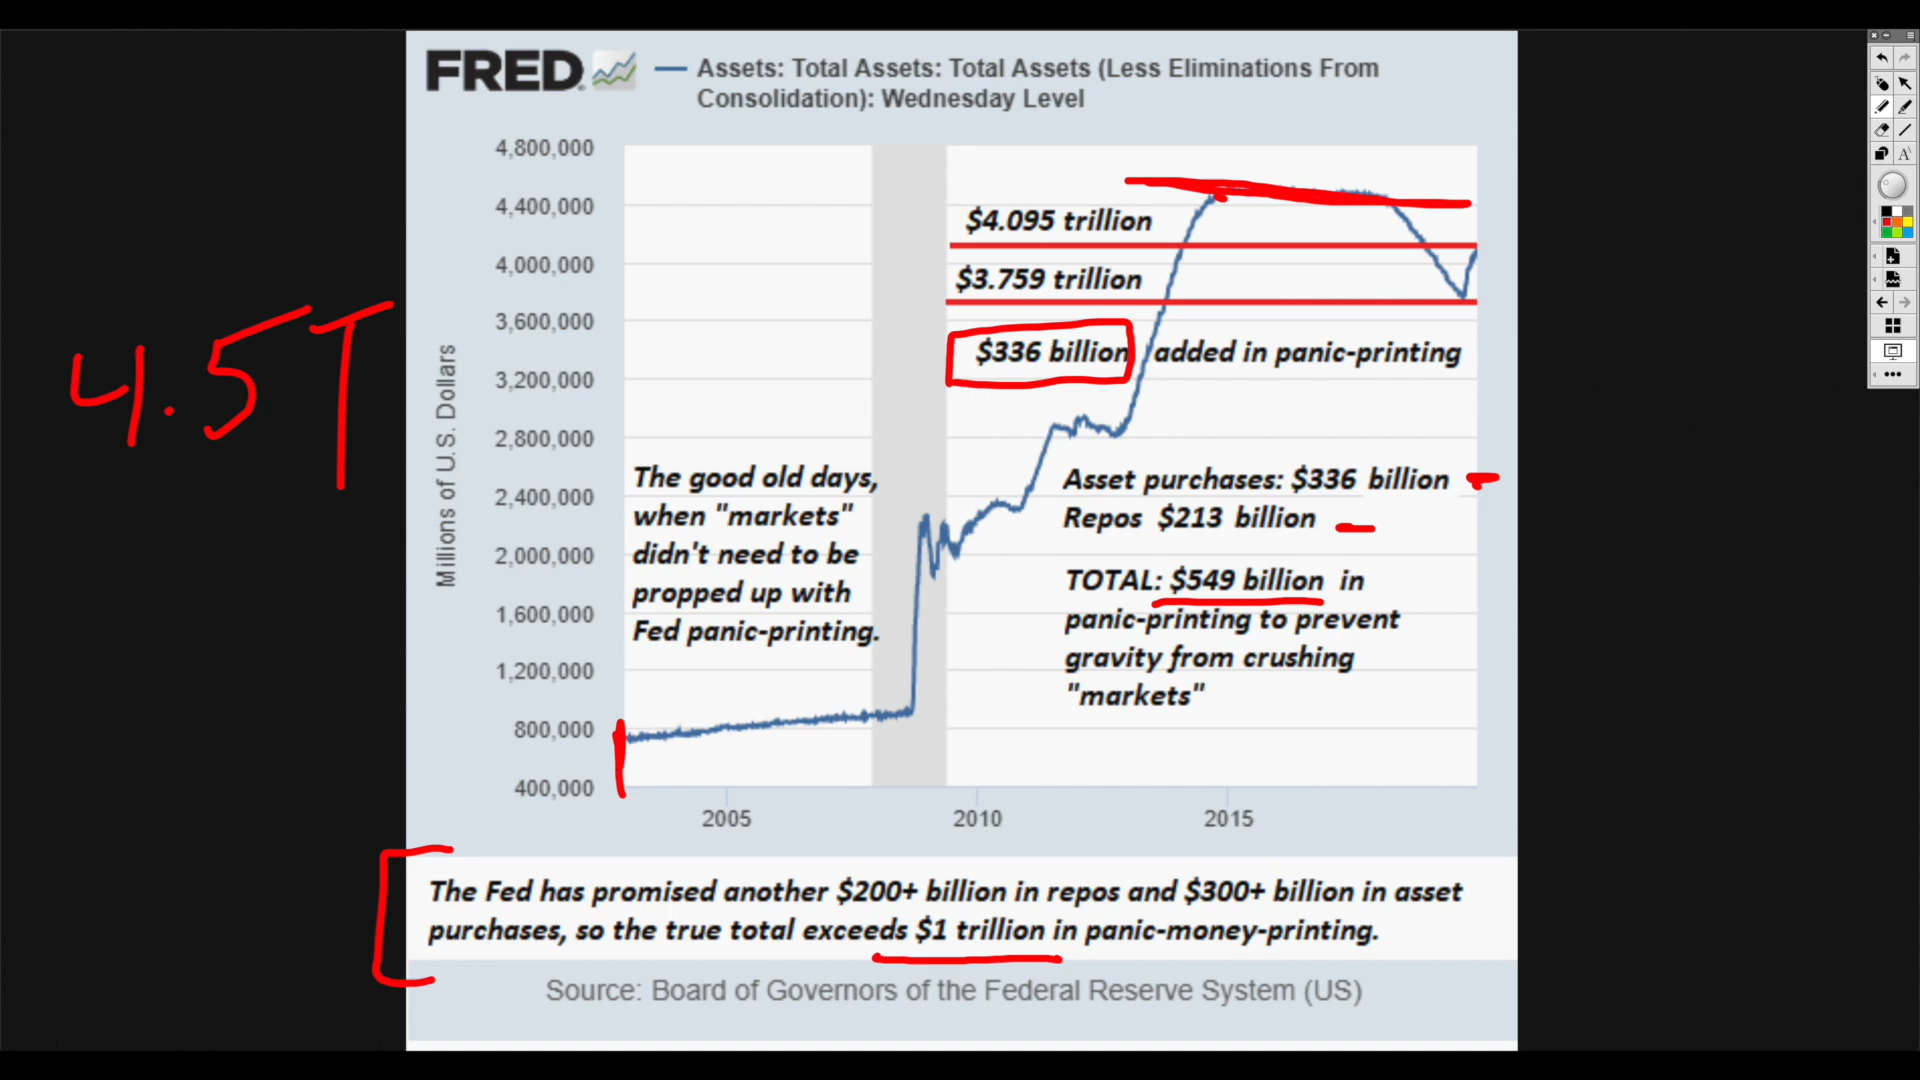 FRED
Assets: Total Assets: Total Assets (Less Eliminations From
Consolidation): Wednesday Level
4,800,000
4,400,000
4,000,000
3,600,000
3,200,000
2,800,000
2,400,000
2,000,000
1,600,000
1,200,000
800,000
400,000
Millions of U.S. Dollars
4.5T
$4.095 trillion
$3.759 trillion
$336 billion added in panic-printing
The good old days,
when "markets"
didn't need to be
propped up with
Fed panic-printing.
Asset purchases: $336 billion
Repos $213 billion
TOTAL: $549 billion in
panic-printing to prevent
gravity from crushing
"markets"
2005 2010 2015
The Fed has promised another $200+ billion in repos and $300+ billion in asset
purchases, so the true total exceeds $1 trillion in panic-money-printing.
Source: Board of Governors of the Federal Reserve System (US)